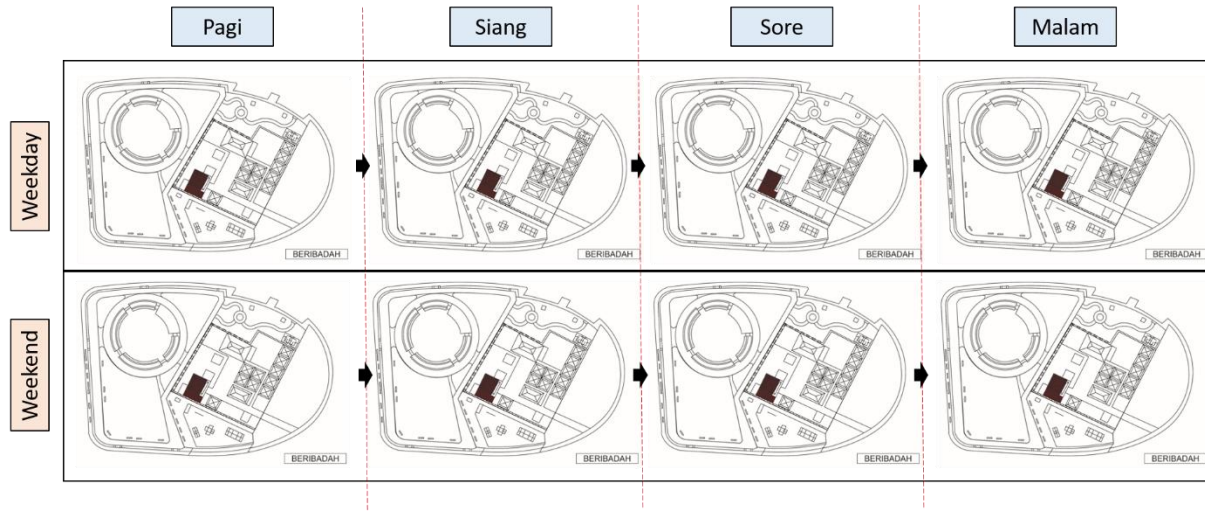 Pagi
Siang
Sore
Malam
Weekday
BERIBADAH
BERIBADAH
BERIBADAH
BERIBADAH
Weekend
BERIBADAH
BERIBADAH
BERIBADAH
BERIBADAH